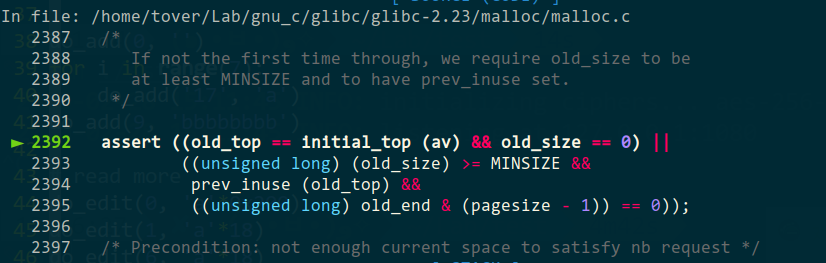 In file: /home/tover/Lab/gnu_c/glibc/glibc-2.23/malloc/malloc.c
2387 /*
2388 If not the first time through, we require old_size to be
2389 at least MINSIZE and to have prev_inuse set.
2390 */
2391
► 2392 assert ((old_top == initial_top (av) && old_size == 0) ||
2393 ((unsigned long) (old_size) >= MINSIZE &&
2394 prev_inuse (old_top) &&
2395 ((unsigned long) old_end & (pagesize - 1)) == 0));
2396
2397 /* Precondition: not enough current space to satisfy nb request */